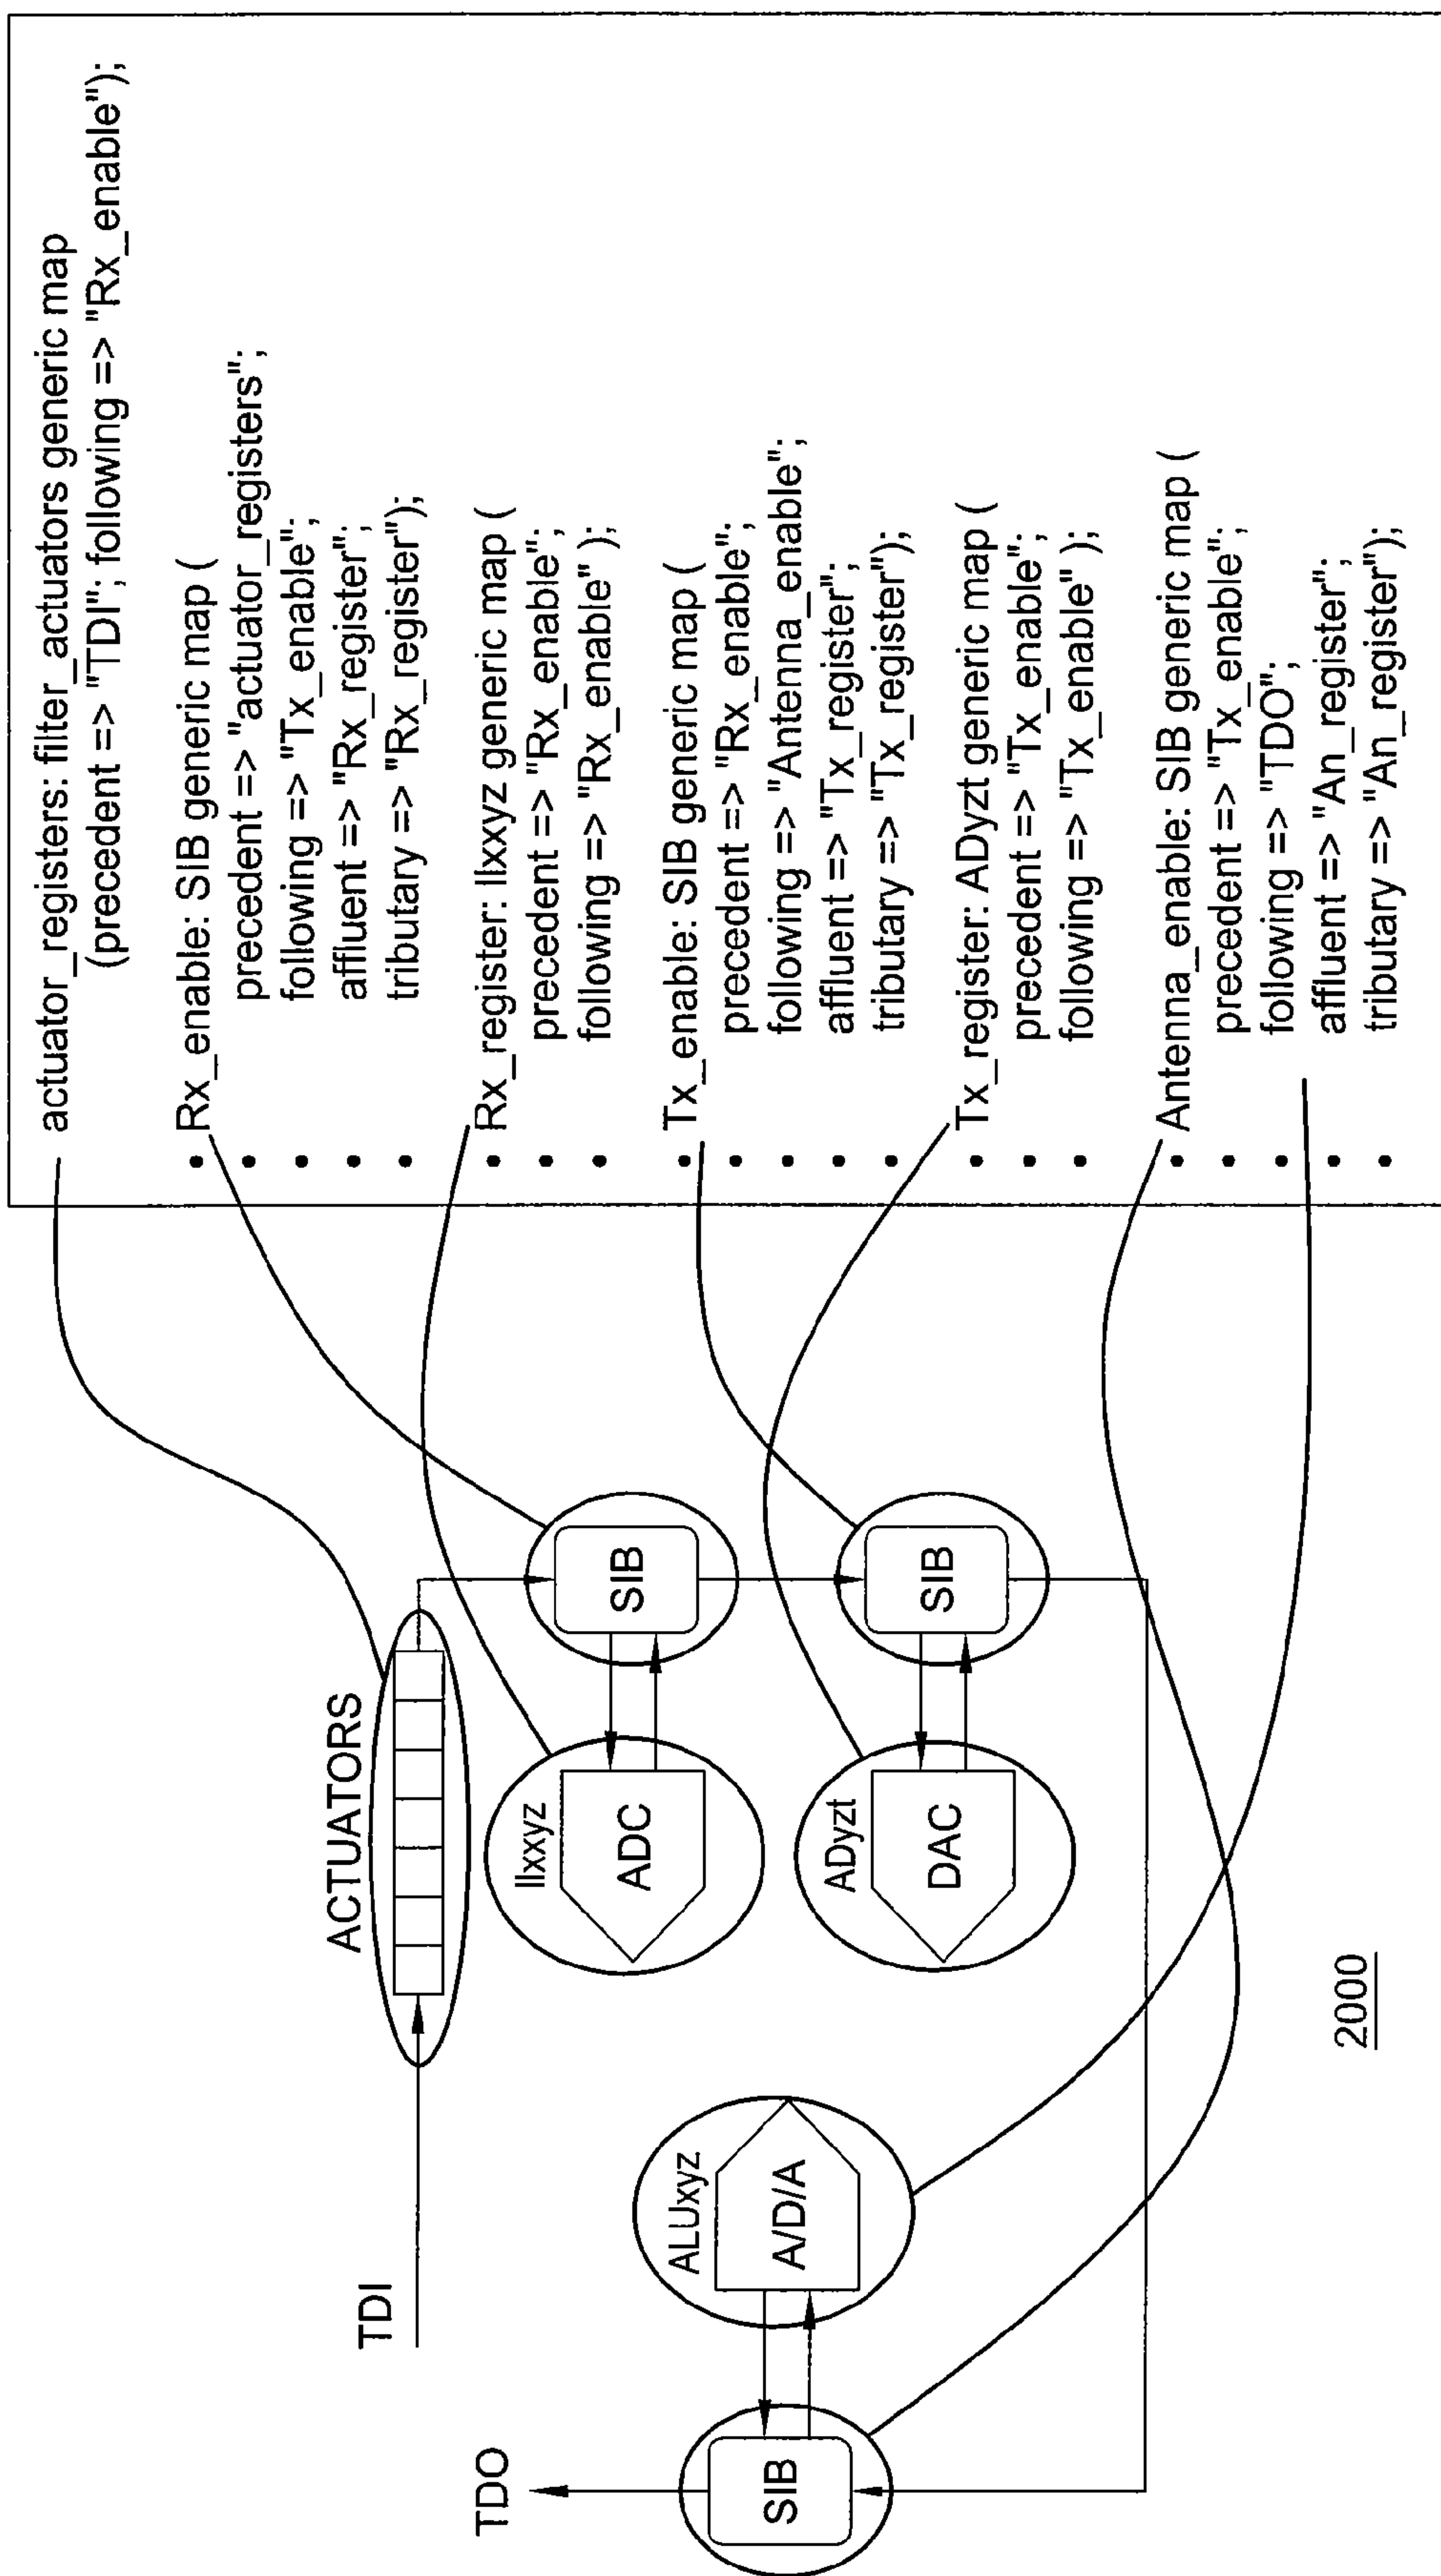 ACTUATORS
TDI
TDO
llxxyz
ADC
SIB
ALUxyz
A/D/A
SIB
ADyzt
DAC
SIB
2000
actuator_registers: filter_actuators generic map
(precedent => "TDI"; following => "Rx_enable");
Rx_enable: SIB generic map (
precedent => "actuator_registers";
following => "Tx_enable";
affluent => "Rx_register";
tributary => "Rx_register");
Rx_register: llxxyz generic map (
precedent => "Rx_enable";
following => "Rx_enable" );
Tx_enable: SIB generic map (
precedent => "Rx_enable";
following => "Antenna_enable";
affluent => "Tx_register";
tributary => "Tx_register");
Tx_register: ADyzt generic map (
precedent => "Tx_enable";
following => "Tx_enable" );
Antenna_enable: SIB generic map (
precedent => "Tx_enable";
following => "TDO";
affluent => "An_register";
tributary => "An_register");